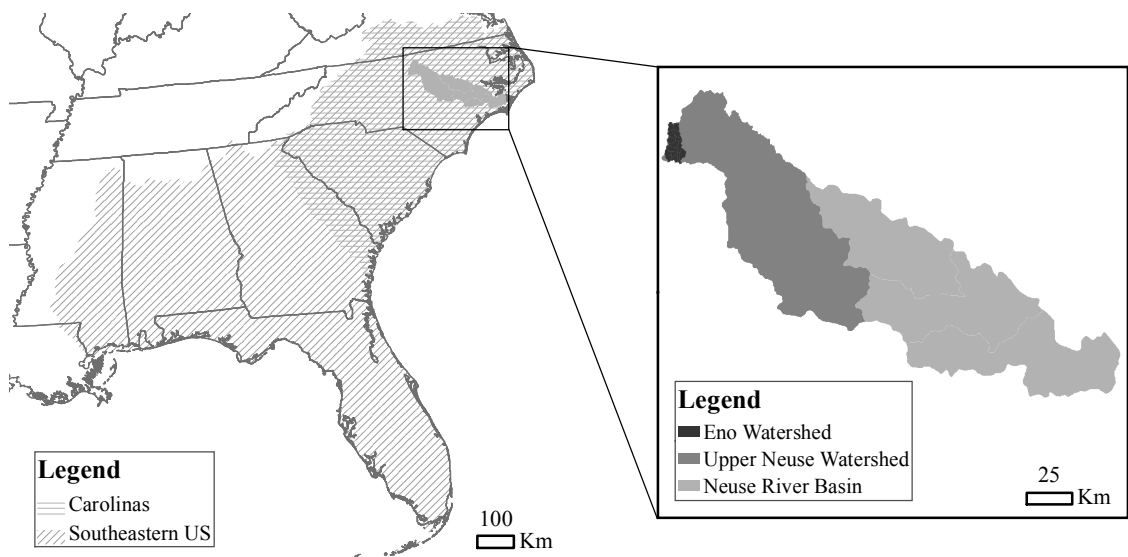 Legend
Carolinas
Southeastern US
100
Km
Legend
Eno Watershed
Upper Neuse Watershed
Neuse River Basin
25
Km